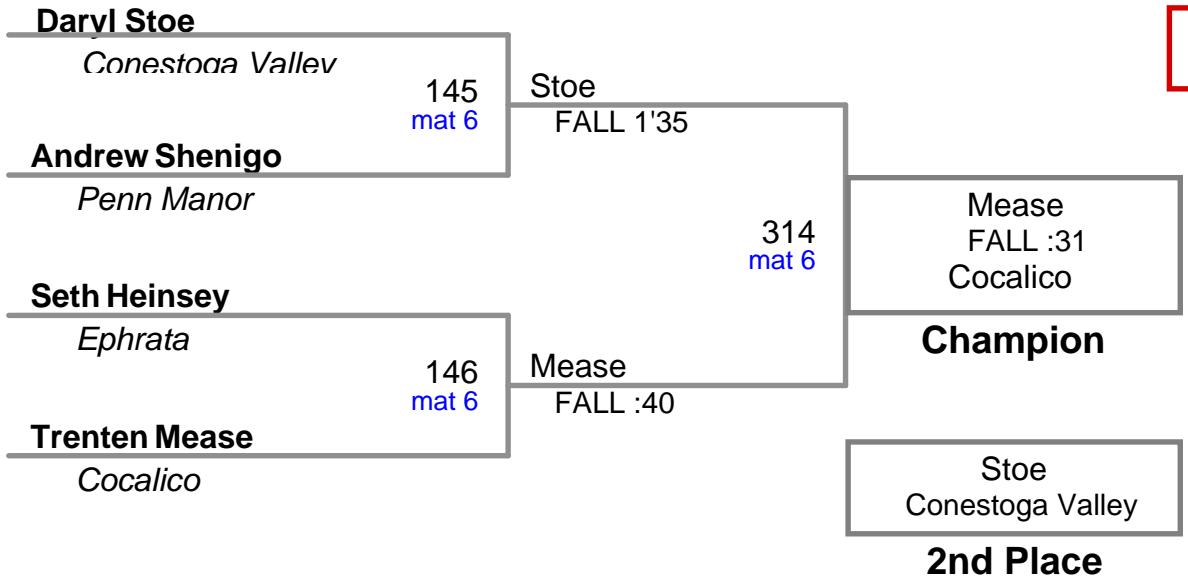 Daryl Stoe
Conestoga Valley
145
mat 6
Stoe
FALL 1'35
Andrew Shenigo
Penn Manor
314
mat 6
Mease
FALL :31
Cocalico
Champion
Seth Heinsey
Ephrata
146
mat 6
Mease
FALL :40
Trenten Mease
Cocalico
Stoe
Conestoga Valley
2nd Place